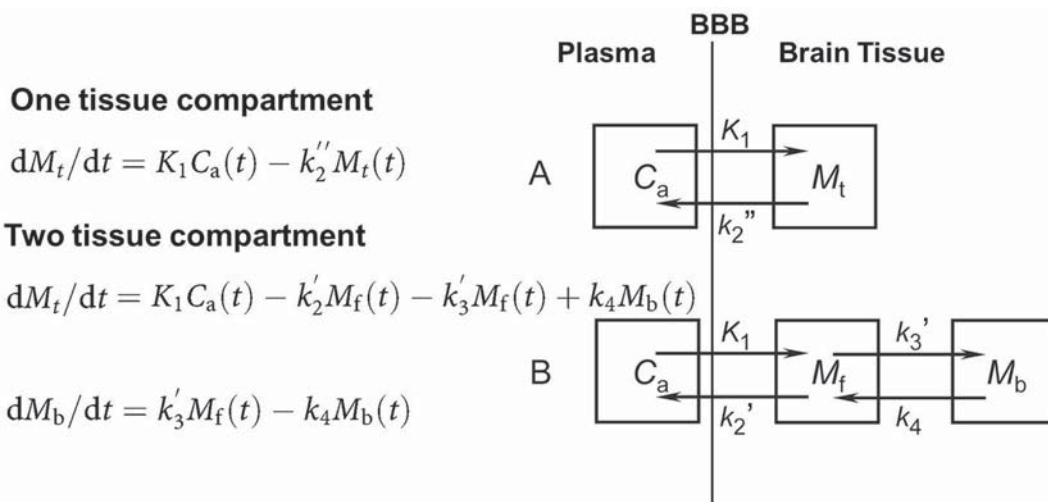 BBB
Plasma Brain Tissue
One tissue compartment
dM_t/dt = K_1C_a(t) − k_2''M_t(t)
A
K_1
C_a M_t
k_2''
Two tissue compartment
dM_t/dt = K_1C_a(t) − k_2'M_f(t) − k_3'M_f(t) + k_4M_b(t)
dM_b/dt = k_3'M_f(t) − k_4M_b(t)
B
K_1 k_3'
C_a M_f M_b
k_2' k_4